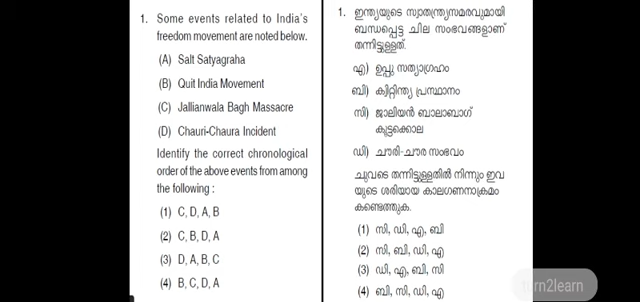 1. Some events related to India's
freedom movement are noted below.
(A) Salt Satyagraha
(B) Quit India Movement
(C) Jallianwala Bagh Massacre
(D) Chauri-Chaura Incident
Identify the correct chronological
order of the above events from among
the following :
(1) C, D, A, B
(2) C, B, D, A
(3) D, A, B, C
(4) B, C, D, A
1. ഇന്ത്യയുടെ സ്വാതന്ത്ര്യസമരവുമായി
ബന്ധപ്പെട്ട ചില സംഭവങ്ങളാണ്
തന്നിട്ടുള്ളത്.
എ) ഉപ്പു സത്യാഗ്രഹം
ബി) ക്വിറ്റിന്ത്യ പ്രസ്ഥാനം
സി) ജാലിയൻ ബാലാബാഗ്
കൂട്ടക്കൊല
ഡി) ചൗരി-ചൗര സംഭവം
ചുവടെ തന്നിട്ടുള്ളതിൽ നിന്നും ഇവ
യുടെ ശരിയായ കാലഗണനാക്രമം
കണ്ടെത്തുക.
(1) സി, ഡി, എ, ബി
(2) സി, ബി, ഡി, എ
(3) ഡി, എ, ബി, സി
(4) ബി, സി, ഡി, എ
turn2learn